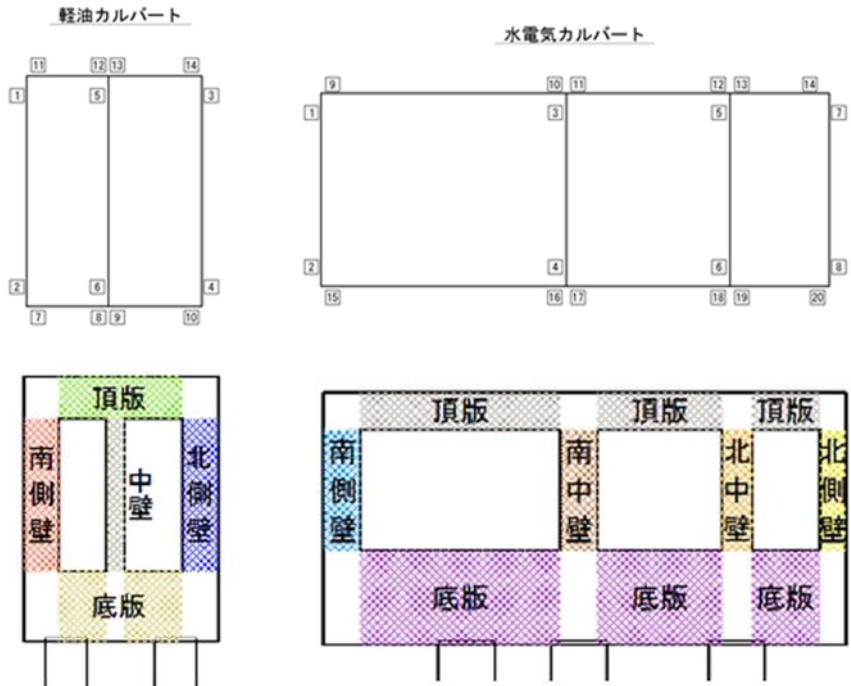 軽油カルバート
水電気カルバート
11 12 13 14
1 5 3
2 6 4
7 8 9 10
9 10 11 12 13 14
1 3 5 7
2 4 6 8
15 16 17 18 19 20
頂版
南側壁
中壁
北側壁
底版
頂版 頂版 頂版
南側壁
南中壁
北中壁
北側壁
底版 底版 底版